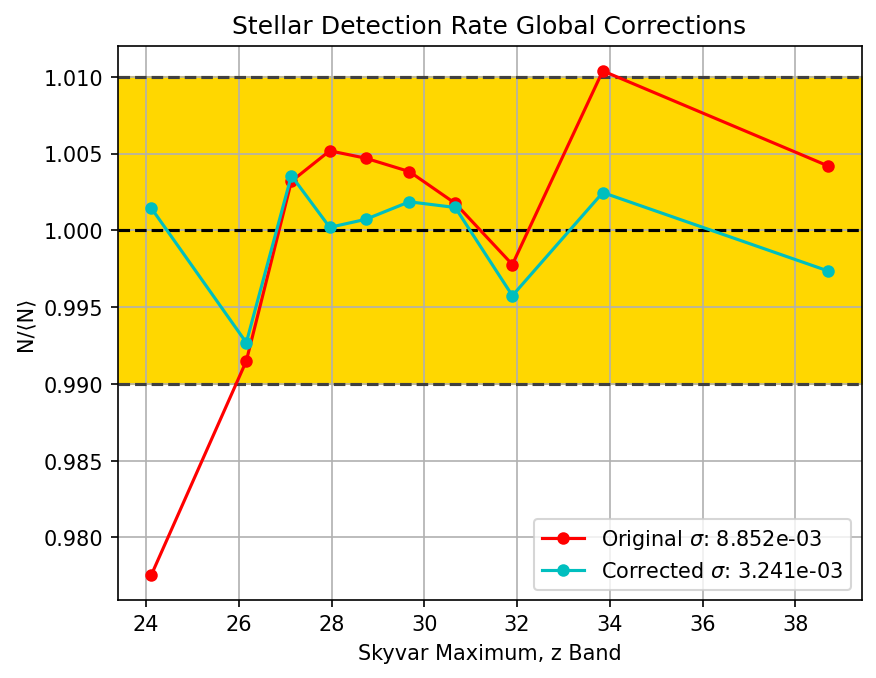 Stellar Detection Rate Global Corrections
1.010
1.005
1.000
0.995
0.990
0.985
0.980
N/⟨N⟩
24 26 28 30 32 34 36 38
Skyvar Maximum, z Band
Original σ: 8.852e-03
Corrected σ: 3.241e-03